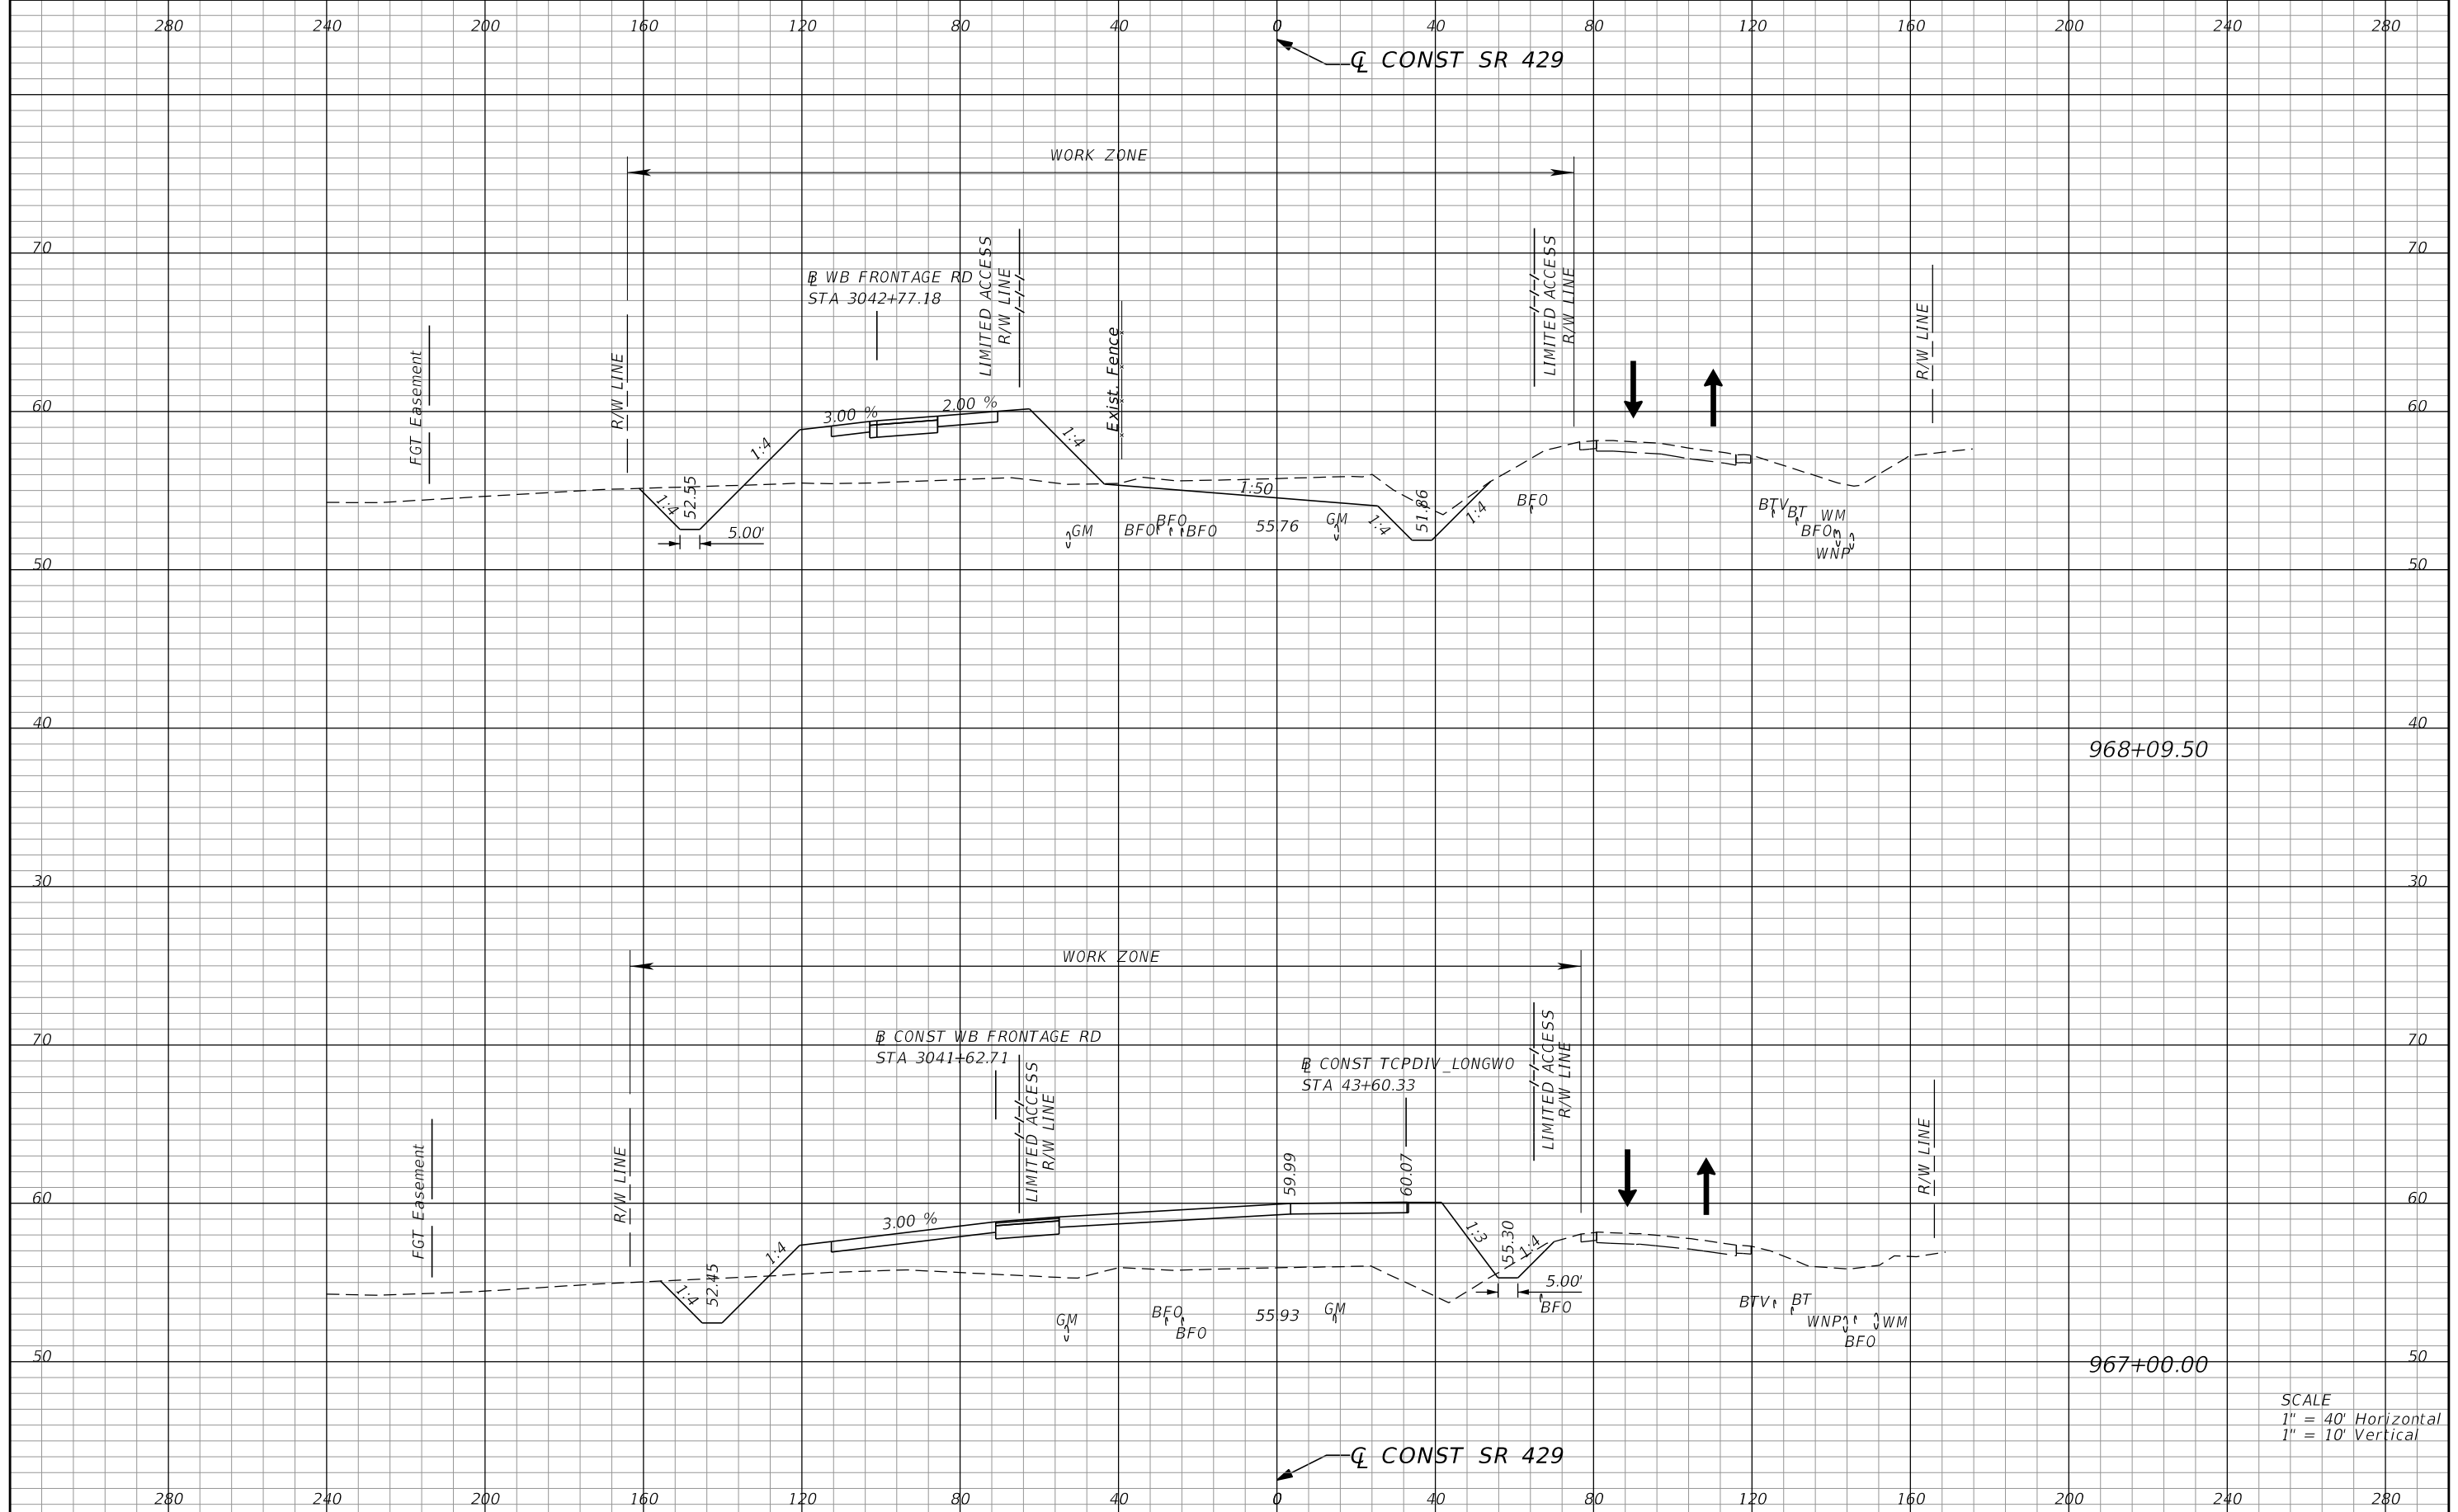 280 240 200 160 120 80 40 0 40 80 120 160 200 240 280
℄ CONST SR 429
WORK ZONE
70 70
LIMITED ACCESS
R/W LINE
LIMITED ACCESS
R/W LINE
B̵L WB FRONTAGE RD
STA 3042+77.18
R/W LINE
Exist. Fence
FGT Easement
R/W LINE
60 60
3.00 %
2.00 %
1:4
1:4
1:4
52.55
5.00'
1:50
1:4
51.86
1:4
BFO
GM
BFO
BFO
BFO
55.76
GM
BTV
BT
WM
BFO
WNP
50 50
40 40
968+09.50
30 30
WORK ZONE
70 70
BL CONST WB FRONTAGE RD
STA 3041+62.71
LIMITED ACCESS
R/W LINE
BL CONST TCPDIV_LONGWO
STA 43+60.33
LIMITED ACCESS
R/W LINE
FGT Easement
R/W LINE
R/W LINE
60 60
59.99
60.07
3.00 %
1:4
1:4
52.45
1:3
55.30
1:4
5.00'
BFO
GM
BFO
BFO
55.93
GM
BTV
BT
WNP
WM
BFO
50 50
967+00.00
SCALE
1" = 40' Horizontal
1" = 10' Vertical
℄ CONST SR 429
280 240 200 160 120 80 40 0 40 80 120 160 200 240 280